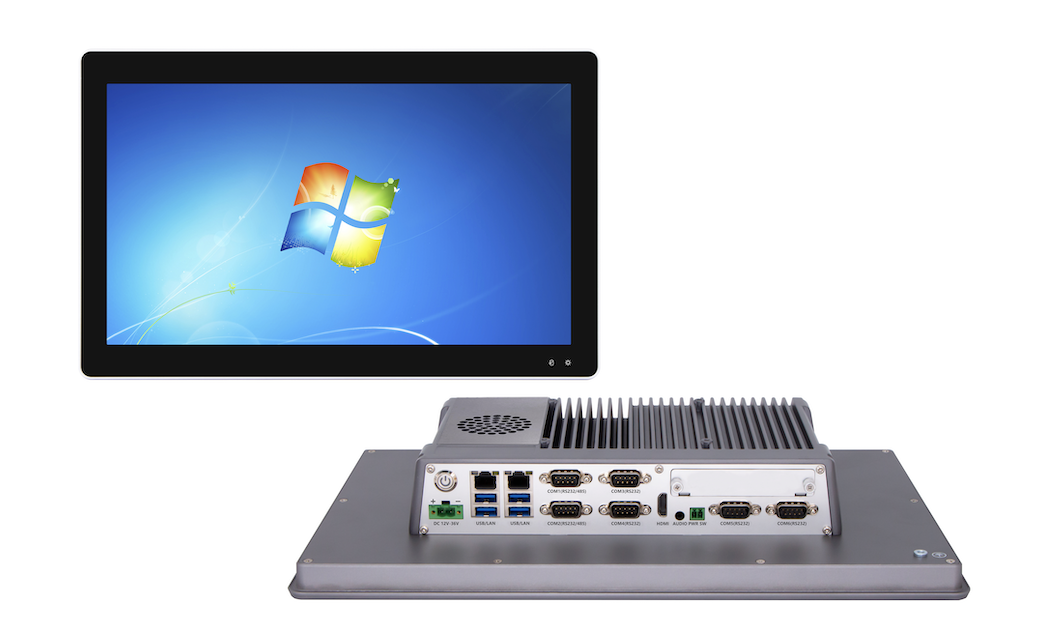 COM1(RS232/485)
COM3(RS232)
DC 12V-36V
USB/LAN
USB/LAN
COM2(RS232/485)
COM4(RS232)
HDMI
AUDIO
PWR SW
COM5(RS232)
COM6(RS232)